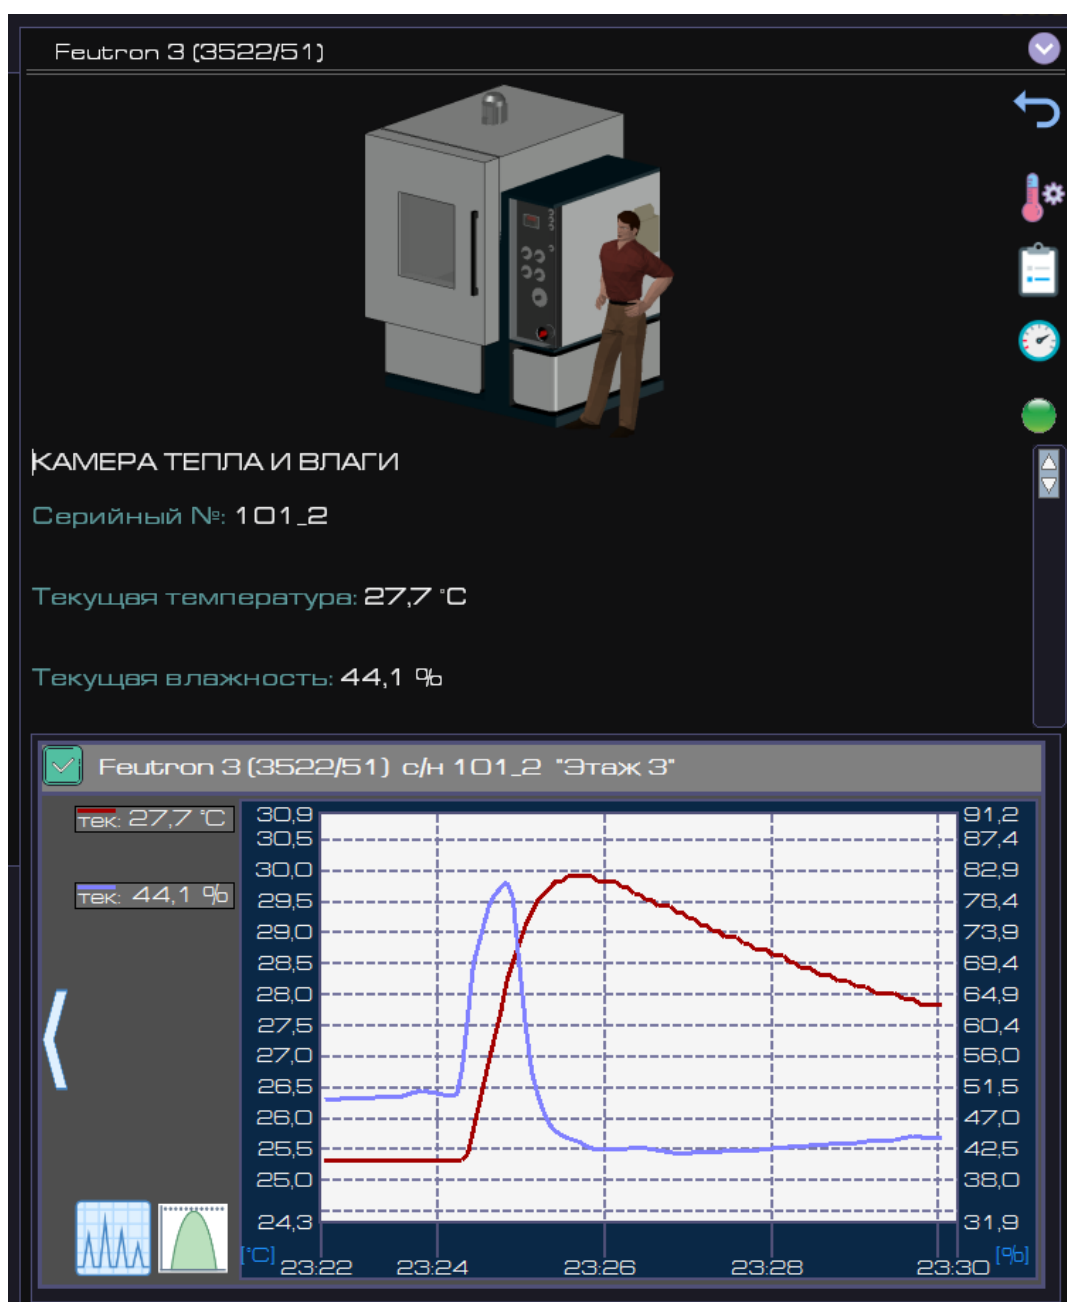 Feutron 3 (3522/51)
КАМЕРА ТЕПЛА И ВЛАГИ
Серийный №: 101_2
Текущая температура: 27,7 °C
Текущая влажность: 44,1 %
Feutron 3 (3522/51) с/н 101_2 "Этаж 3"
тек: 27,7 °C
тек: 44,1 %
30,9 91,2
30,5 87,4
30,0 82,9
29,5 78,4
29,0 73,9
28,5 69,4
28,0 64,9
27,5 60,4
27,0 56,0
26,5 51,5
26,0 47,0
25,5 42,5
25,0 38,0
24,3 31,9
[°C] [%]
23:22 23:24 23:26 23:28 23:30